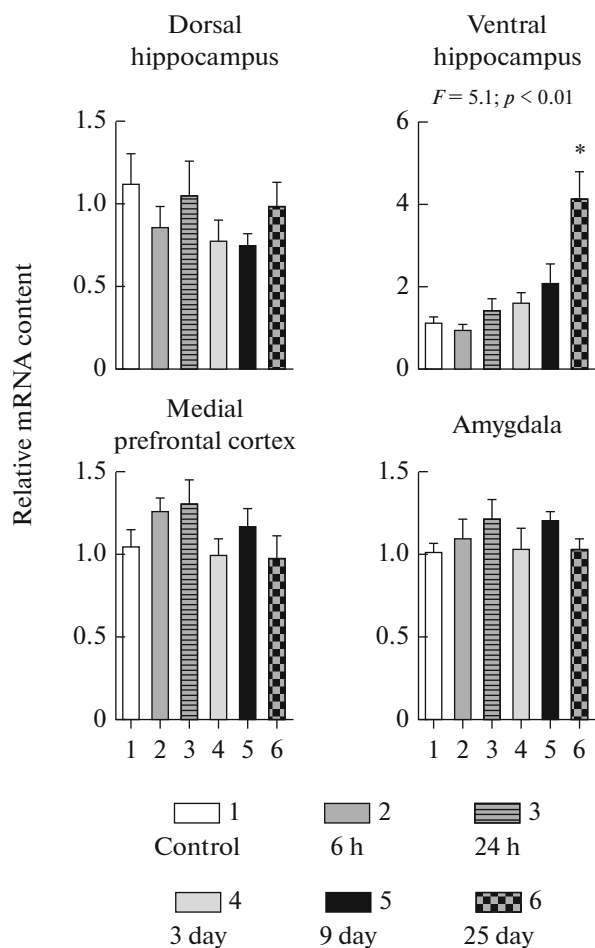 Dorsal
hippocampus
Ventral
hippocampus
F = 5.1; p < 0.01
1.5
1.0
0.5
0
6
4
2
0
*
Relative mRNA content
Medial
prefrontal cortex
Amygdala
1.5
1.0
0.5
0
1 2 3 4 5 6
1.5
1.0
0.5
0
1 2 3 4 5 6
1 2 3
Control 6 h 24 h
4 5 6
3 day 9 day 25 day